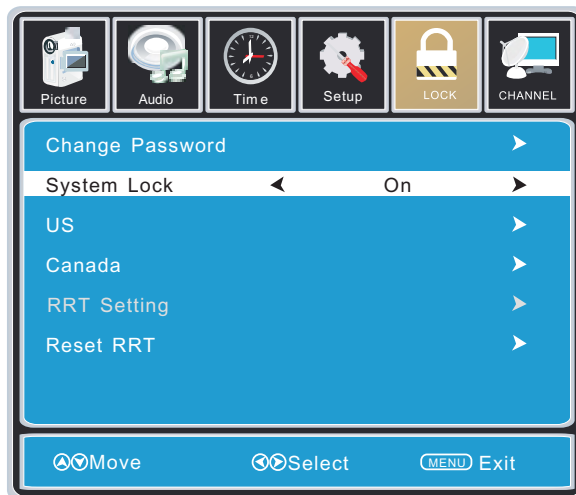 Picture Audio Time Setup LOCK CHANNEL
Change Password
System Lock On
US
Canada
RRT Setting
Reset RRT
Move Select MENU Exit